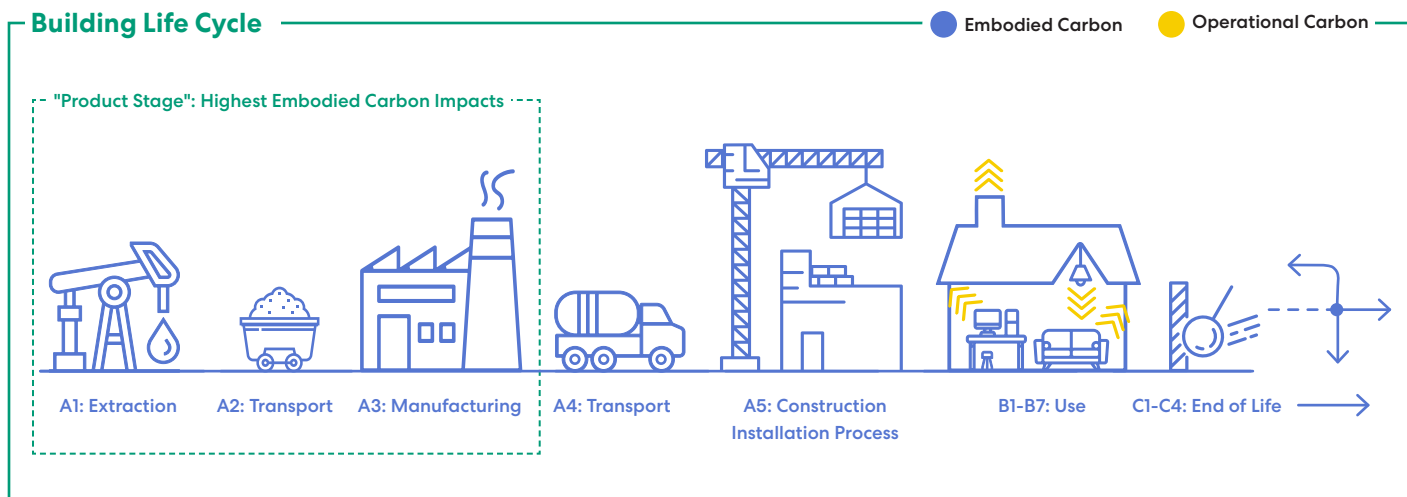 Building Life Cycle
Embodied Carbon
Operational Carbon
"Product Stage": Highest Embodied Carbon Impacts
A1: Extraction
A2: Transport
A3: Manufacturing
A4: Transport
A5: Construction
Installation Process
B1-B7: Use
C1-C4: End of Life